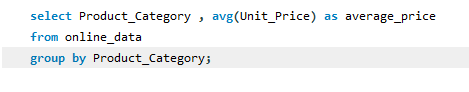 select Product_Category , avg(Unit_Price) as average_price
from online_data
group by Product_Category;